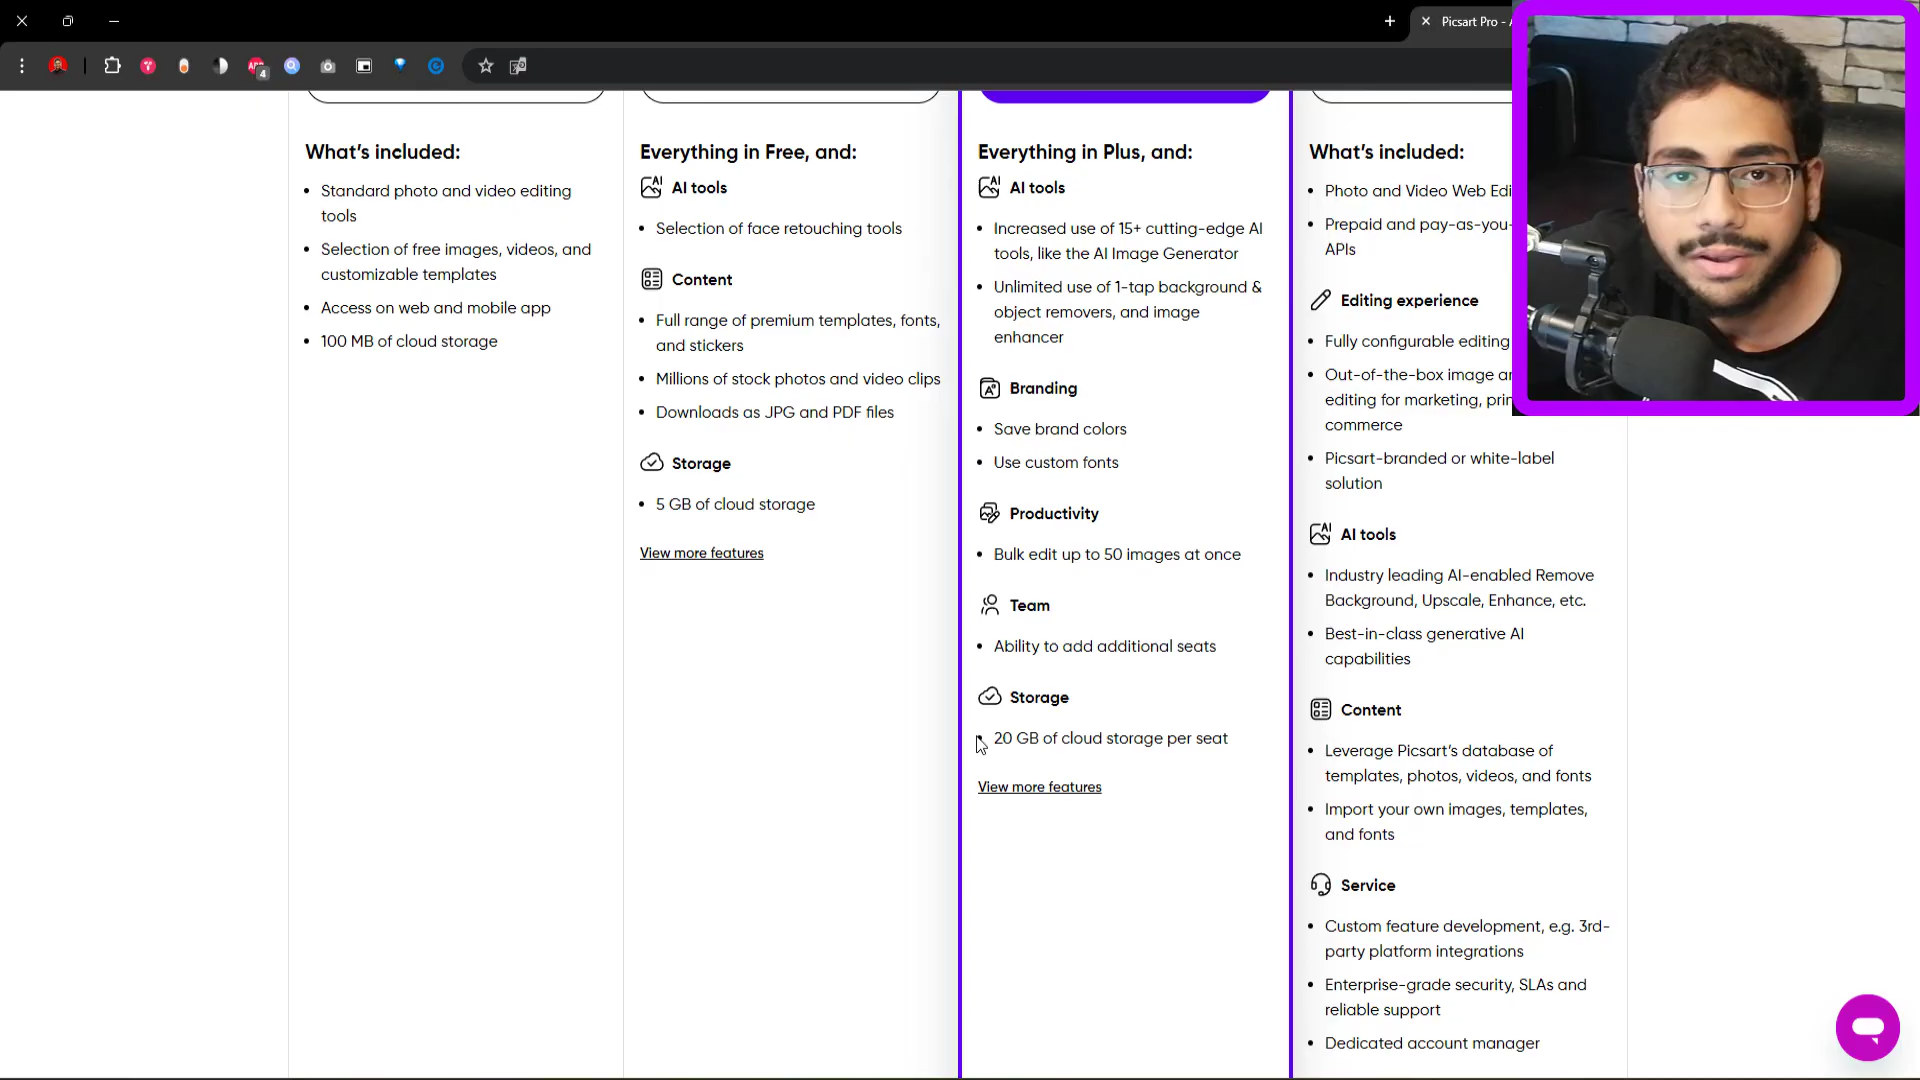 Picsart Pro -
4
What's included:
Standard photo and video editing
tools
Selection of free images, videos, and
customizable templates
Access on web and mobile app
100 MB of cloud storage
Everything in Free, and:
AI tools
Selection of face retouching tools
Content
Full range of premium templates, fonts,
and stickers
Millions of stock photos and video clips
Downloads as JPG and PDF files
Storage
5 GB of cloud storage
View more features
Everything in Plus, and:
AI tools
Increased use of 15+ cutting-edge AI
tools, like the AI Image Generator
Unlimited use of 1-tap background &
object removers, and image
enhancer
Branding
Save brand colors
Use custom fonts
Productivity
Bulk edit up to 50 images at once
Team
Ability to add additional seats
Storage
20 GB of cloud storage per seat
View more features
What's included:
Photo and Video Web
Prepaid and pay-as-you-
APIs
Editing experience
Fully configurable editing
Out-of-the-box image
editing for marketing,
commerce
Picsart-branded or white-label
solution
AI tools
Industry leading AI-enabled Remove
Background, Upscale, Enhance, etc.
Best-in-class generative AI
capabilities
Content
Leverage Picsart's database of
templates, photos, videos, and fonts
Import your own images, templates,
and fonts
Service
Custom feature development, e.g. 3rd-
party platform integrations
Enterprise-grade security, SLAs and
reliable support
Dedicated account manager